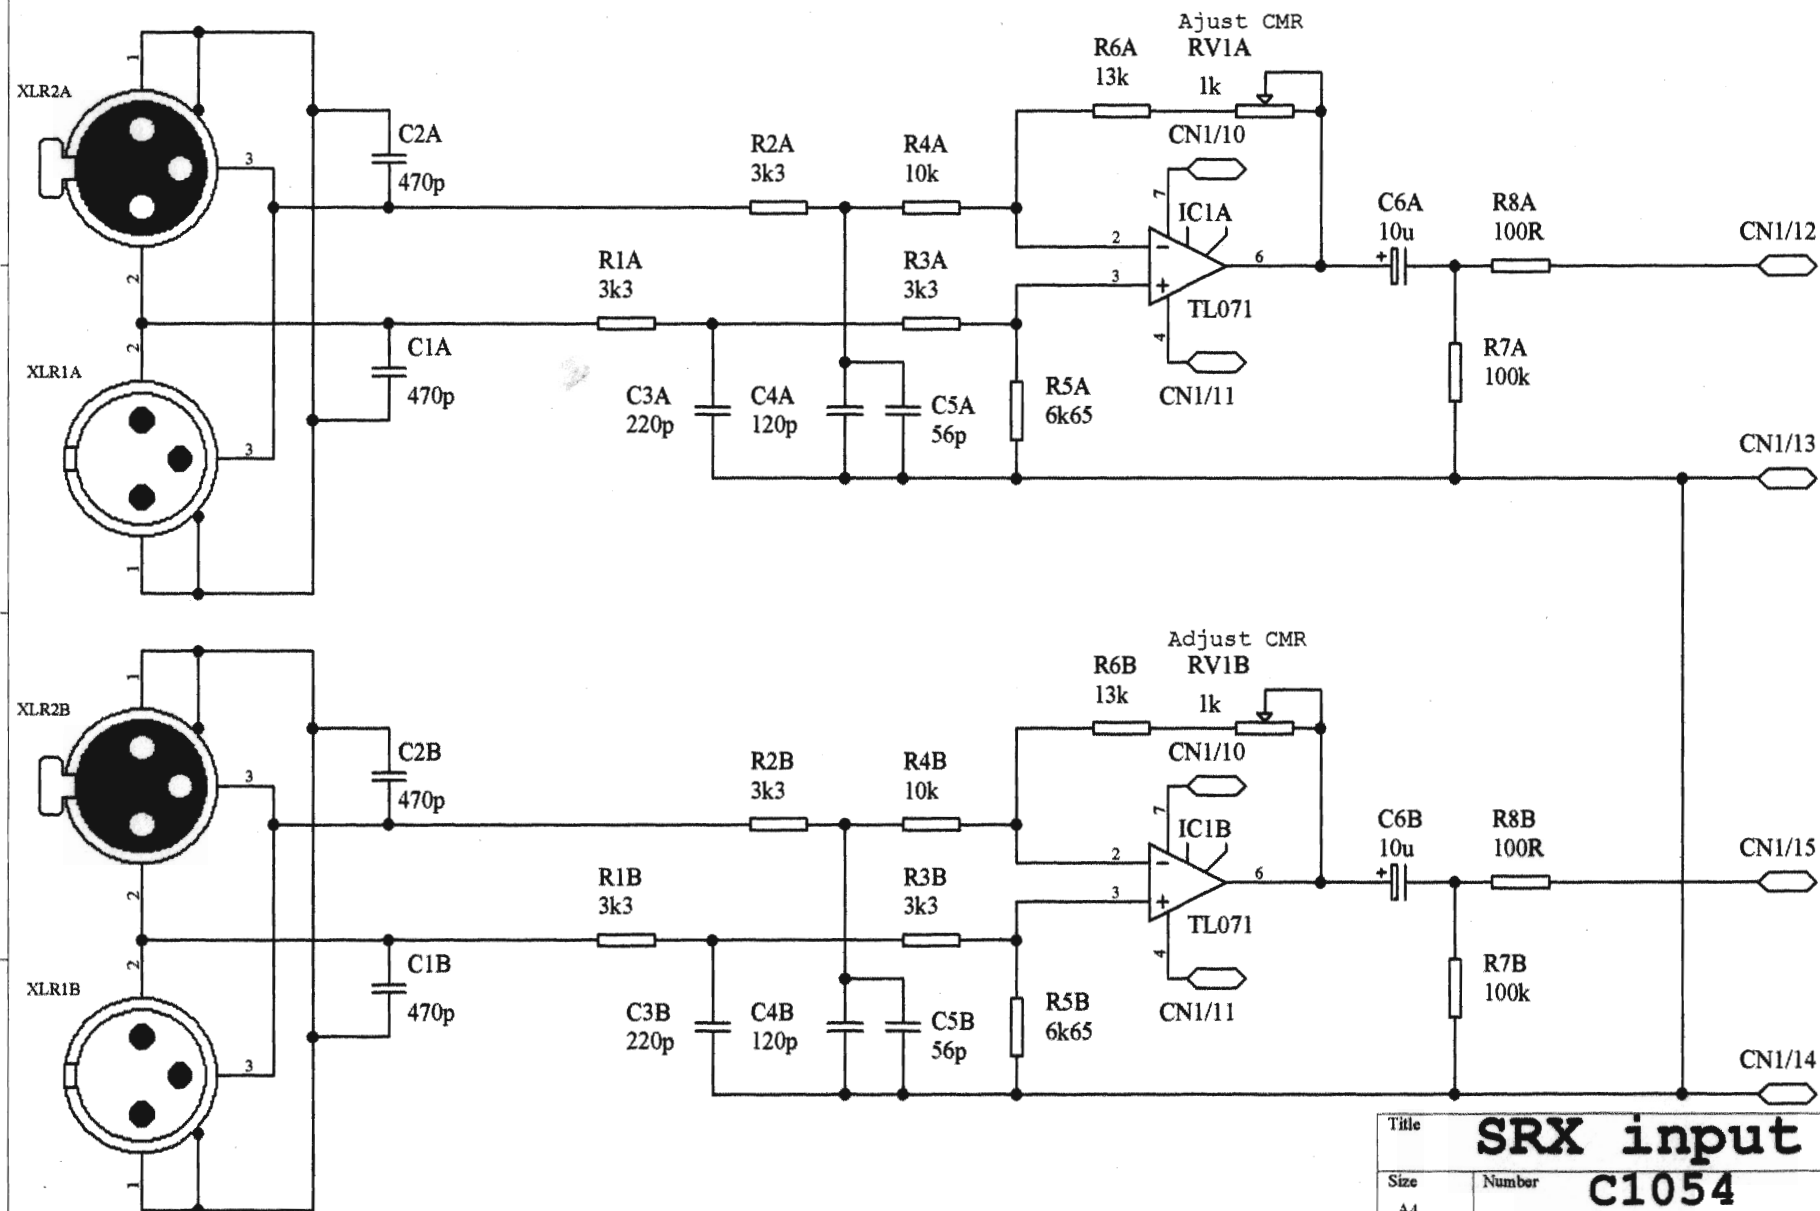 Ajust CMR
R6A
RV1A
13k
1k
XLR2A
1
3
C2A
470p
R2A
3k3
R4A
10k
CN1/10
7
IC1A
2
3
6
TL071
4
CN1/11
C6A
10u
+
R8A
100R
CN1/12
2
R1A
3k3
R3A
3k3
2
C1A
470p
XLR1A
3
1
C3A
220p
C4A
120p
C5A
56p
R5A
6k65
R7A
100k
CN1/13
Adjust CMR
R6B
RV1B
13k
1k
XLR2B
1
3
C2B
470p
R2B
3k3
R4B
10k
CN1/10
7
IC1B
2
3
6
TL071
4
CN1/11
C6B
10u
+
R8B
100R
CN1/15
2
R1B
3k3
R3B
3k3
2
C1B
470p
XLR1B
3
1
C3B
220p
C4B
120p
C5B
56p
R5B
6k65
R7B
100k
CN1/14
Title
SRX input
Size
Number
C1054
A4